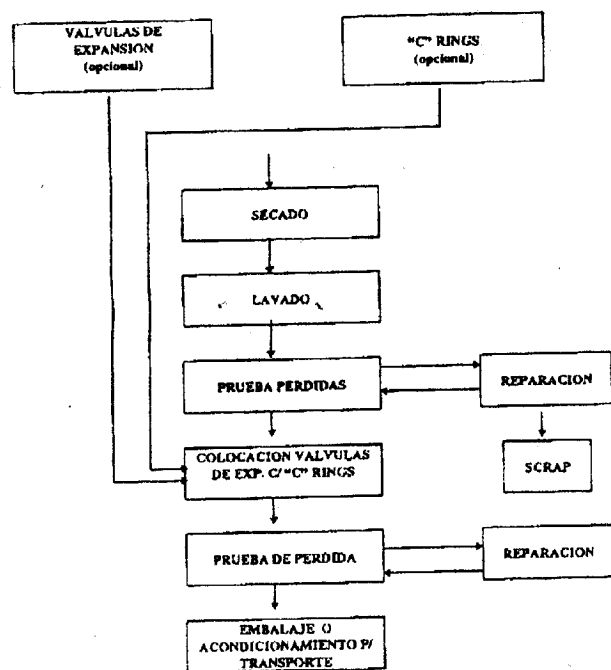 VALVULAS DE
EXPANSION
(opcional)
"C" RINGS
(opcional)
SECADO
LAVADO
PRUEBA PERDIDAS
REPARACION
COLOCACION VALVULAS
DE EXP. C/ "C" RINGS
SCRAP
PRUEBA DE PERDIDA
REPARACION
EMBALAJE O
ACONDICIONAMIENTO P/
TRANSPORTE